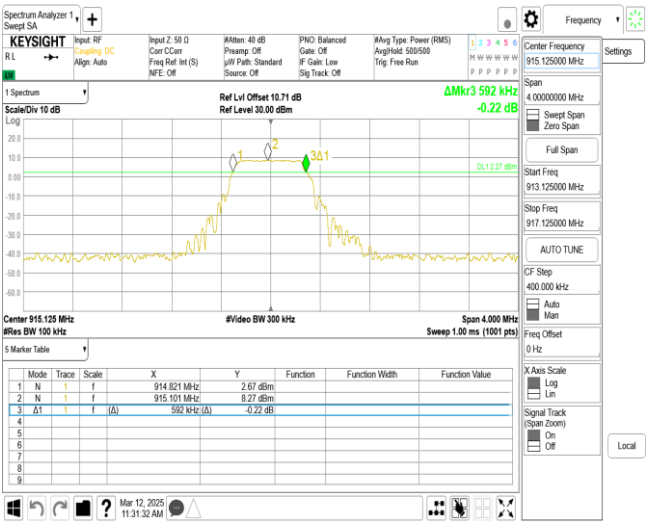 Spectrum Analyzer 1
Swept SA
Frequency
KEYSIGHT
RL
Input: RF
Coupling: DC
Align: Auto
Input Z: 50 Ω
Corr CCorr
Freq Ref: Int (S)
NFE: Off
#Atten: 40 dB
Preamp: Off
µW Path: Standard
Source: Off
PNO: Balanced
Gate: Off
IF Gain: Low
Sig Track: Off
#Avg Type: Power (RMS)
Avg|Hold: 500/500
Trig: Free Run
1 2 3 4 5 6
M W W W W W
P P P P P P
1 Spectrum
Scale/Div 10 dB
Ref Lvl Offset 10.71 dB
Ref Level 30.00 dBm
ΔMkr3 592 kHz
-0.22 dB
Log
20.0
10.0
0.00
-10.0
-20.0
-30.0
-40.0
-50.0
-60.0
1
2
3Δ1
DL1 2.27 dBm
Center 915.125 MHz
#Res BW 100 kHz
#Video BW 300 kHz
Span 4.000 MHz
Sweep 1.00 ms (1001 pts)
5 Marker Table
Mode Trace Scale X Y Function Function Width Function Value
1 N 1 f 914.821 MHz 2.67 dBm
2 N 1 f 915.101 MHz 8.27 dBm
3 Δ1 1 f (Δ) 592 kHz (Δ) -0.22 dB
4
5
6
7
8
9
Mar 12, 2025
11:31:32 AM
Center Frequency
915.125000 MHz
Span
4.00000000 MHz
Swept Span
Zero Span
Full Span
Start Freq
913.125000 MHz
Stop Freq
917.125000 MHz
AUTO TUNE
CF Step
400.000 kHz
Auto
Man
Freq Offset
0 Hz
X Axis Scale
Log
Lin
Signal Track
(Span Zoom)
On
Off
Settings
Local